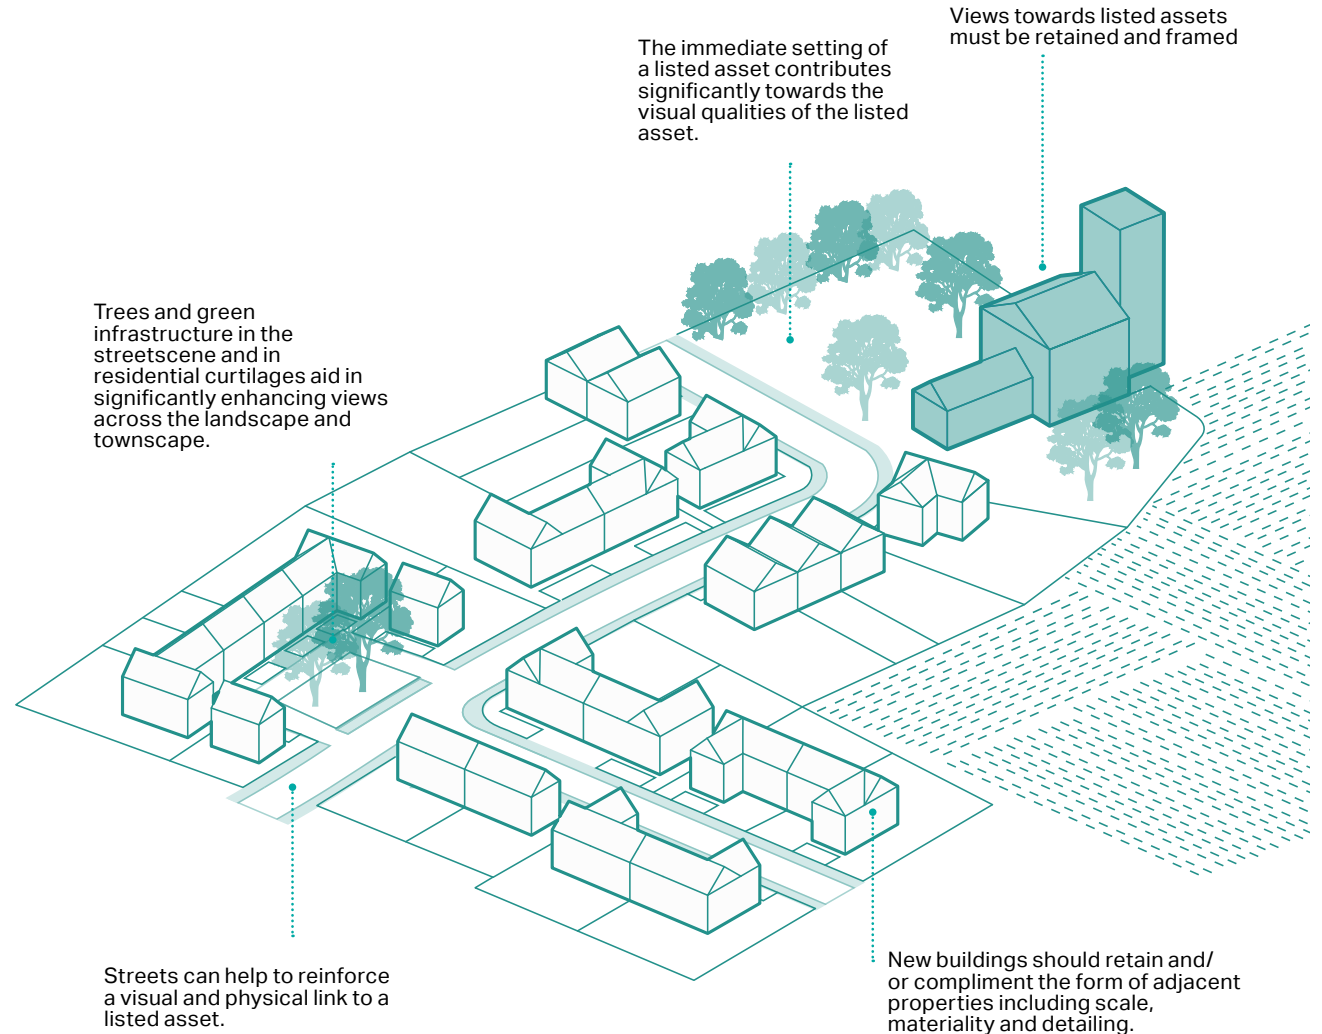 Views towards listed assets
must be retained and framed
The immediate setting of
a listed asset contributes
significantly towards the
visual qualities of the listed
asset.
Trees and green
infrastructure in the
streetscene and in
residential curtilages aid in
significantly enhancing views
across the landscape and
townscape.
Streets can help to reinforce
a visual and physical link to a
listed asset.
New buildings should retain and/
or compliment the form of adjacent
properties including scale,
materiality and detailing.